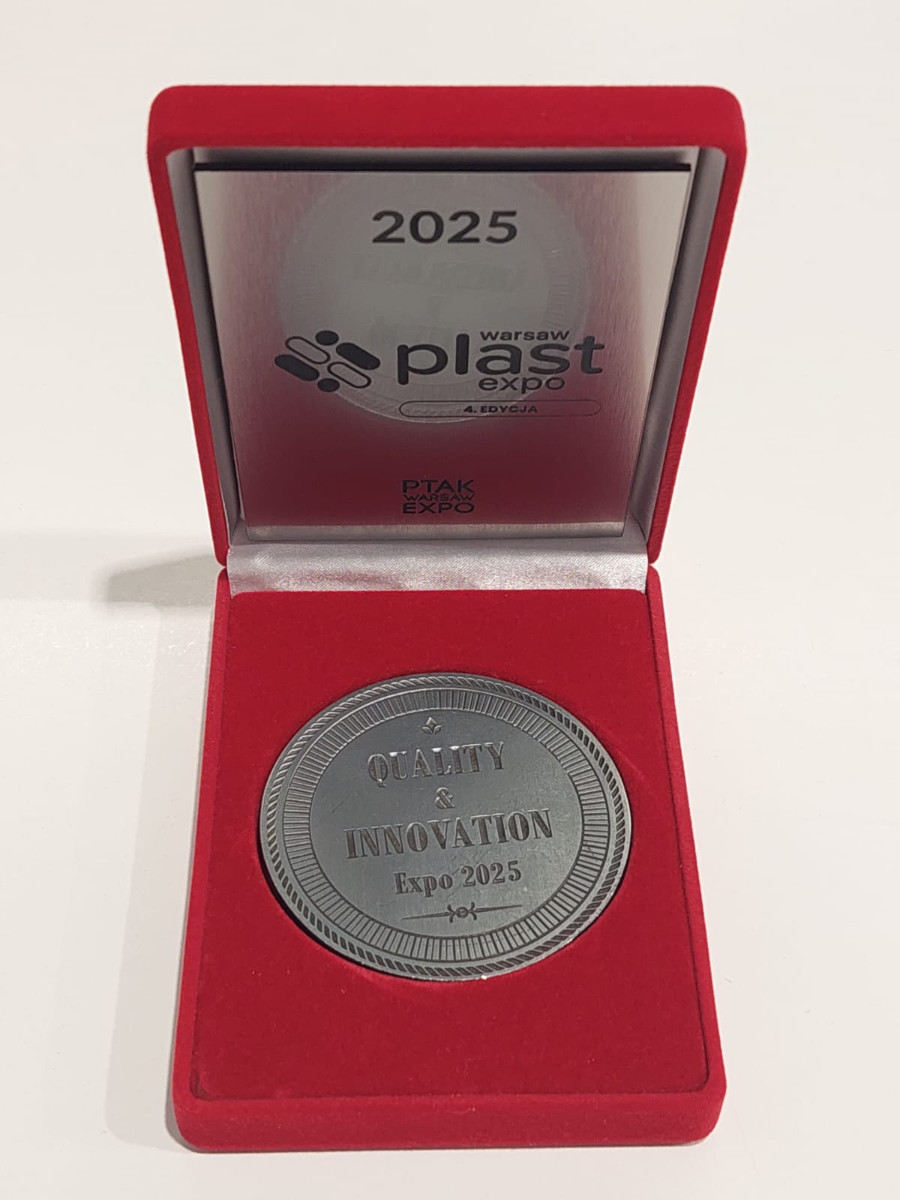 2025
warsaw
plast
expo
4. EDYCJA
PTAK
WARSAW
EXPO
QUALITY
&
INNOVATION
Expo 2025